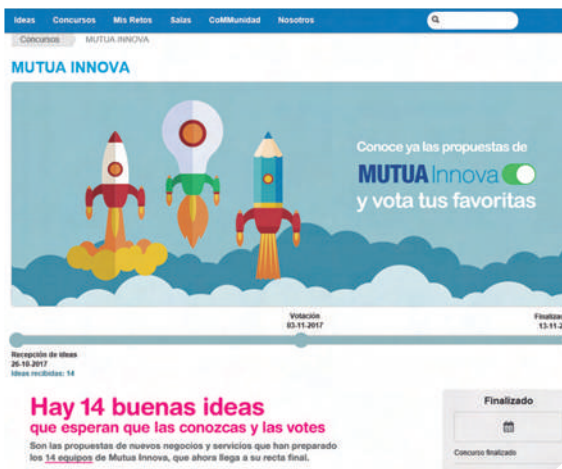 Ideas Concursos Mis Retos Salas CoMMunidad Nosotros
Concursos MUTUA INNOVA
MUTUA INNOVA
Conoce ya las propuestas de
MUTUA Innova
y vota tus favoritas
Votación
03-11-2017
Recepción de ideas
26-10-2017
Ideas recibidas: 14
Hay 14 buenas ideas
que esperan que las conozcas y las votes
Son las propuestas de nuevos negocios y servicios que han preparado
los 14 equipos de Mutua Innova, que ahora llega a su recta final.
Finalizado
Concurso finalizado